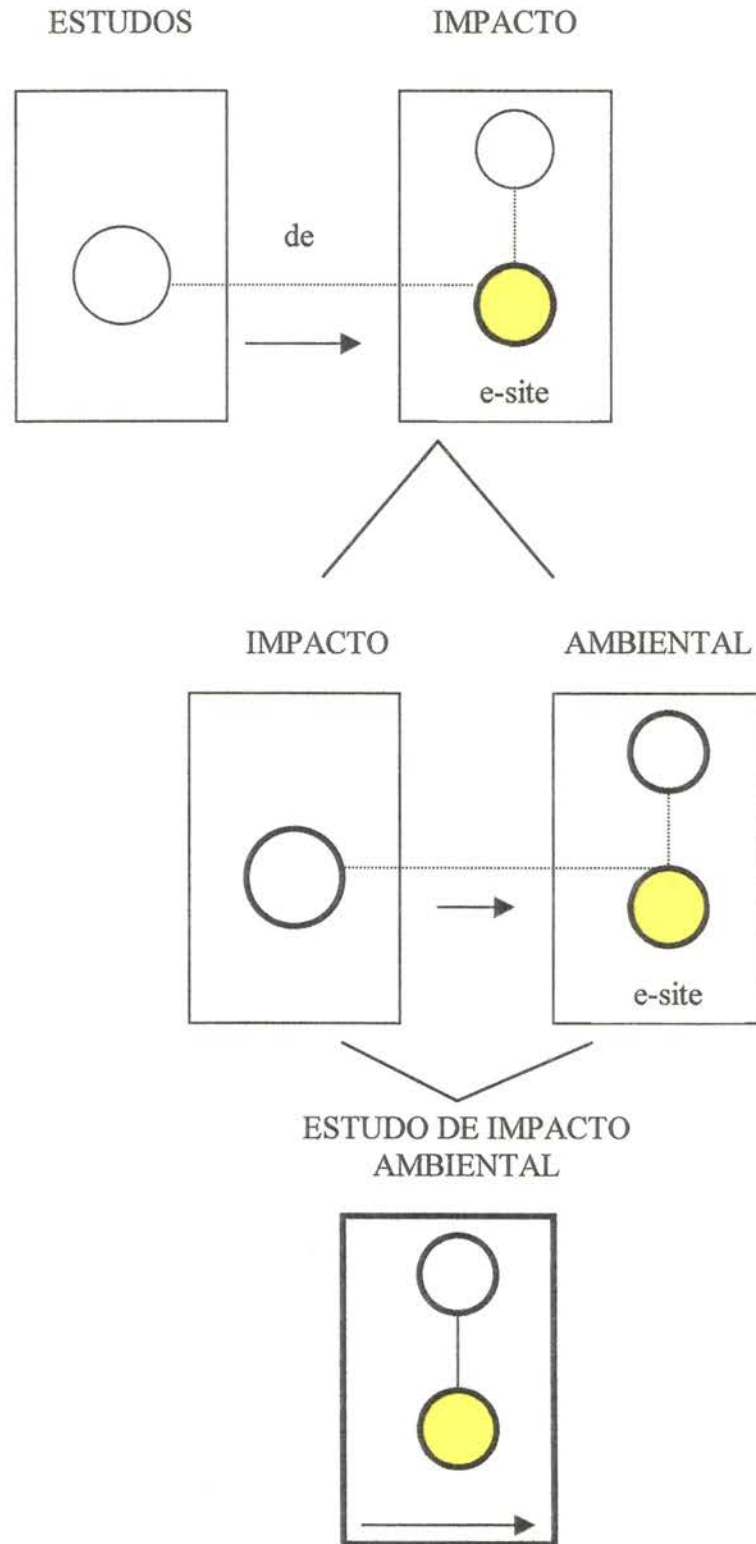 ESTUDOS
IMPACTO
de
e-site
IMPACTO
AMBIENTAL
e-site
ESTUDO DE IMPACTO
AMBIENTAL